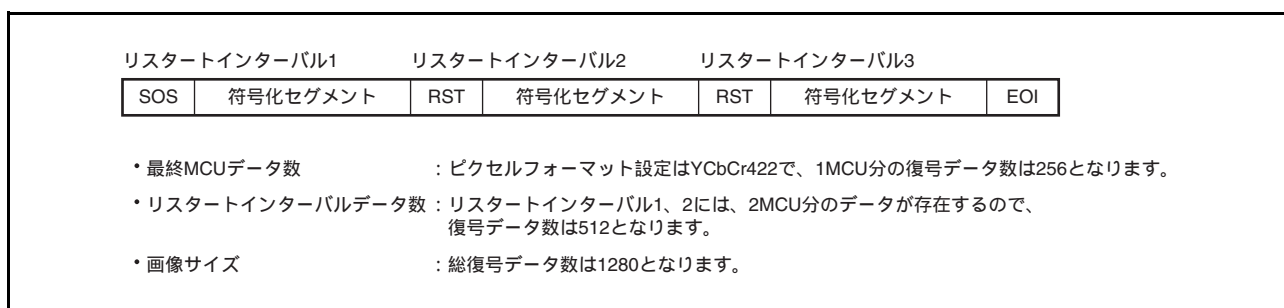 リスタートインターバル1 リスタートインターバル2 リスタートインターバル3
SOS 符号化セグメント RST 符号化セグメント RST 符号化セグメント EOI
・最終MCUデータ数 : ピクセルフォーマット設定はYCbCr422で、1MCU分の復号データ数は256となります。
・リスタートインターバルデータ数 : リスタートインターバル1、2には、2MCU分のデータが存在するので、
復号データ数は512となります。
・画像サイズ : 総復号データ数は1280となります。